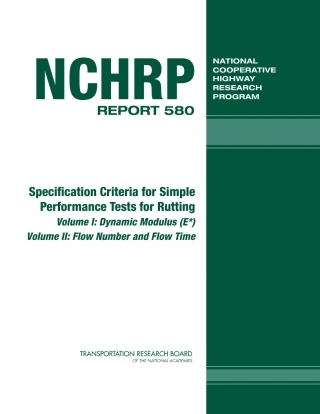 NCHRP
REPORT 580
NATIONAL
COOPERATIVE
HIGHWAY
RESEARCH
PROGRAM
Specification Criteria for Simple
Performance Tests for Rutting
Volume I: Dynamic Modulus (E*)
Volume II: Flow Number and Flow Time
TRANSPORTATION RESEARCH BOARD
OF THE NATIONAL ACADEMIES